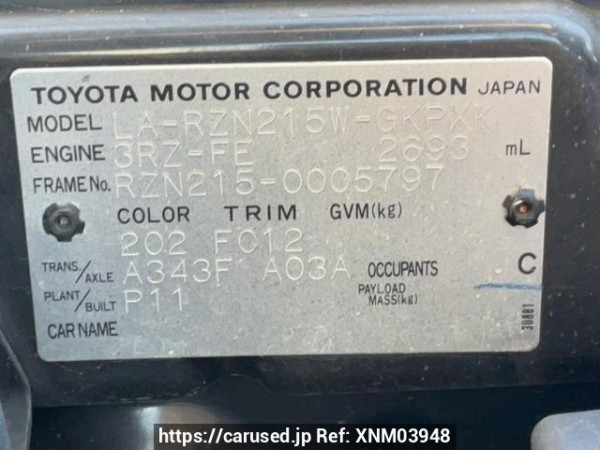 TOYOTA MOTOR CORPORATION JAPAN
MODEL LA-RZN215W-GKPXK
ENGINE 3RZ-FE 2693 mL
FRAME No. RZN215-0005797
COLOR TRIM GVM(kg)
202 FC12
TRANS/AXLE A343F A03A OCCUPANTS C
PLANT/BUILT P11 PAYLOAD MASS(kg)
CAR NAME
30881
https://carused.jp Ref: XNM03948